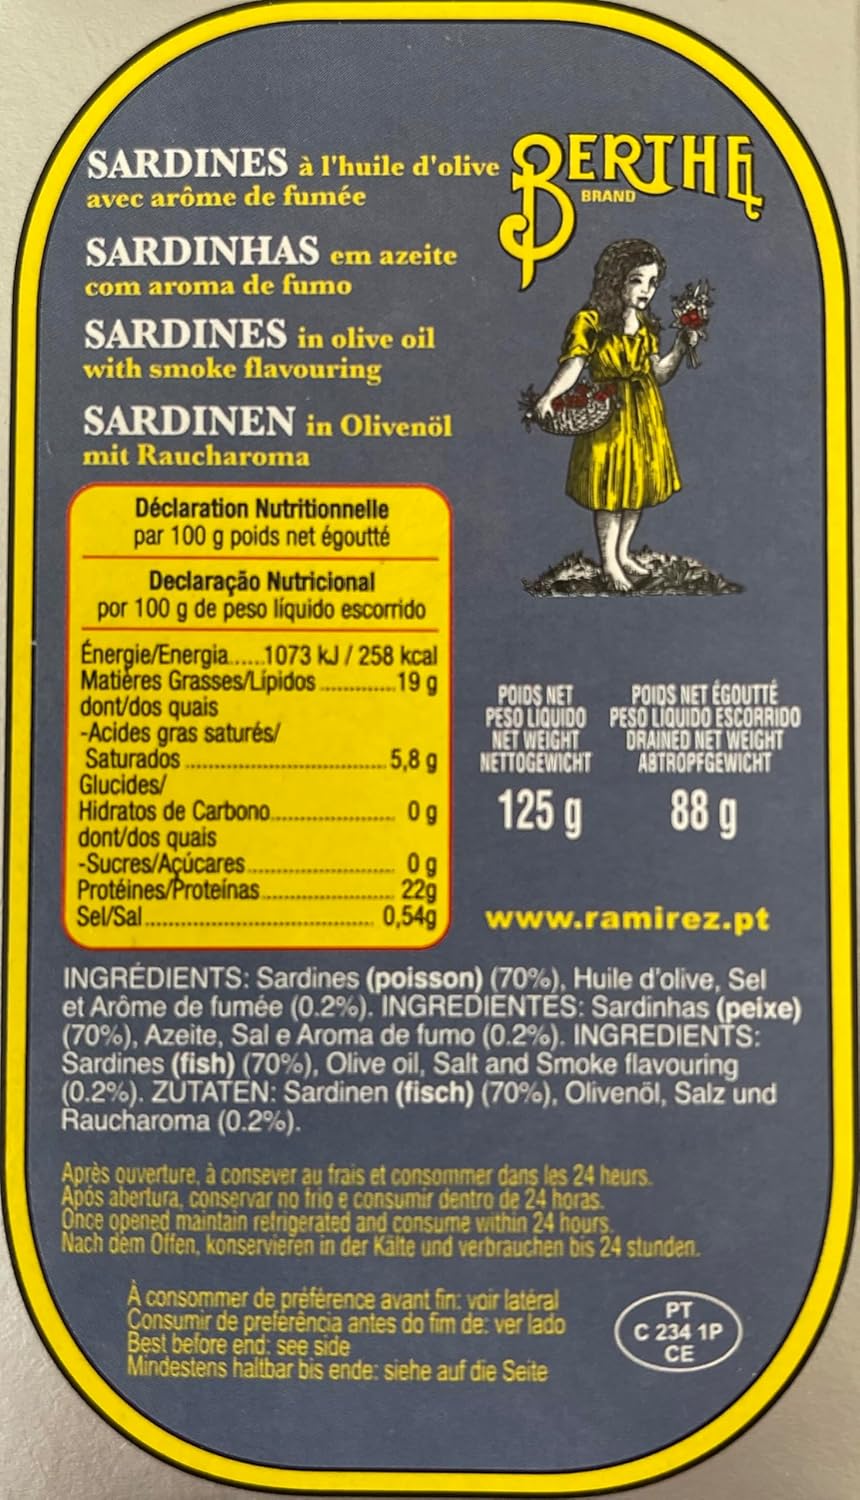 BERTHE
BRAND
SARDINES à l'huile d'olive
avec arôme de fumée
SARDINHAS em azeite
com aroma de fumo
SARDINES in olive oil
with smoke flavouring
SARDINEN in Olivenöl
mit Raucharoma
Déclaration Nutritionnelle
par 100 g poids net égoutté
Declaração Nutricional
por 100 g de peso líquido escorrido
Énergie/Energia......1073 kJ / 258 kcal
Matières Grasses/Lípidos ............19 g
dont/dos quais
-Acides gras saturés/
Saturados ................................ 5,8 g
Glucides/
Hidratos de Carbono.................... 0 g
dont/dos quais
-Sucres/Açúcares........................ 0 g
Protéines/Proteínas..................... 22g
Sel/Sal..................................... 0,54g
POIDS NET
PESO LÍQUIDO
NET WEIGHT
NETTOGEWICHT
125 g
POIDS NET ÉGOUTTÉ
PESO LÍQUIDO ESCORRIDO
DRAINED NET WEIGHT
ABTROPFGEWICHT
88 g
www.ramirez.pt
INGRÉDIENTS: Sardines (poisson) (70%), Huile d'olive, Sel
et Arôme de fumée (0.2%). INGREDIENTES: Sardinhas (peixe)
(70%), Azeite, Sal e Aroma de fumo (0.2%). INGREDIENTS:
Sardines (fish) (70%), Olive oil, Salt and Smoke flavouring
(0.2%). ZUTATEN: Sardinen (fisch) (70%), Olivenöl, Salz und
Raucharoma (0.2%).
Après ouverture, à consever au frais et consommer dans les 24 heurs.
Após abertura, conservar no frio e consumir dentro de 24 horas.
Once opened maintain refrigerated and consume within 24 hours.
Nach dem Offen, konservieren in der Kälte und verbrauchen bis 24 stunden.
À consommer de préférence avant fin: voir latéral
Consumir de preferência antes do fim de: ver lado
Best before end: see side
Mindestens haltbar bis ende: siehe auf die Seite
PT
C 234 1P
CE